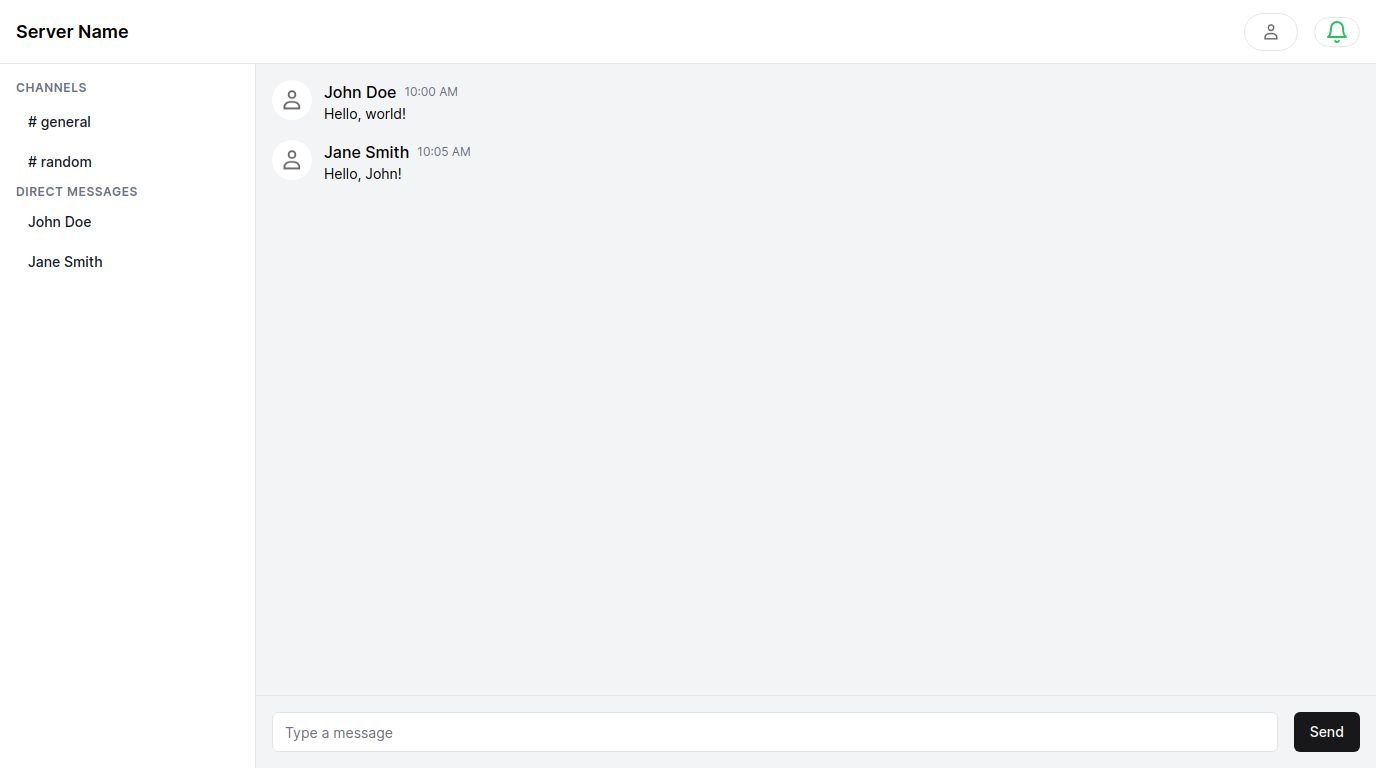 Server Name
CHANNELS
# general
# random
DIRECT MESSAGES
John Doe
Jane Smith
John Doe 10:00 AM
Hello, world!
Jane Smith 10:05 AM
Hello, John!
Type a message
Send